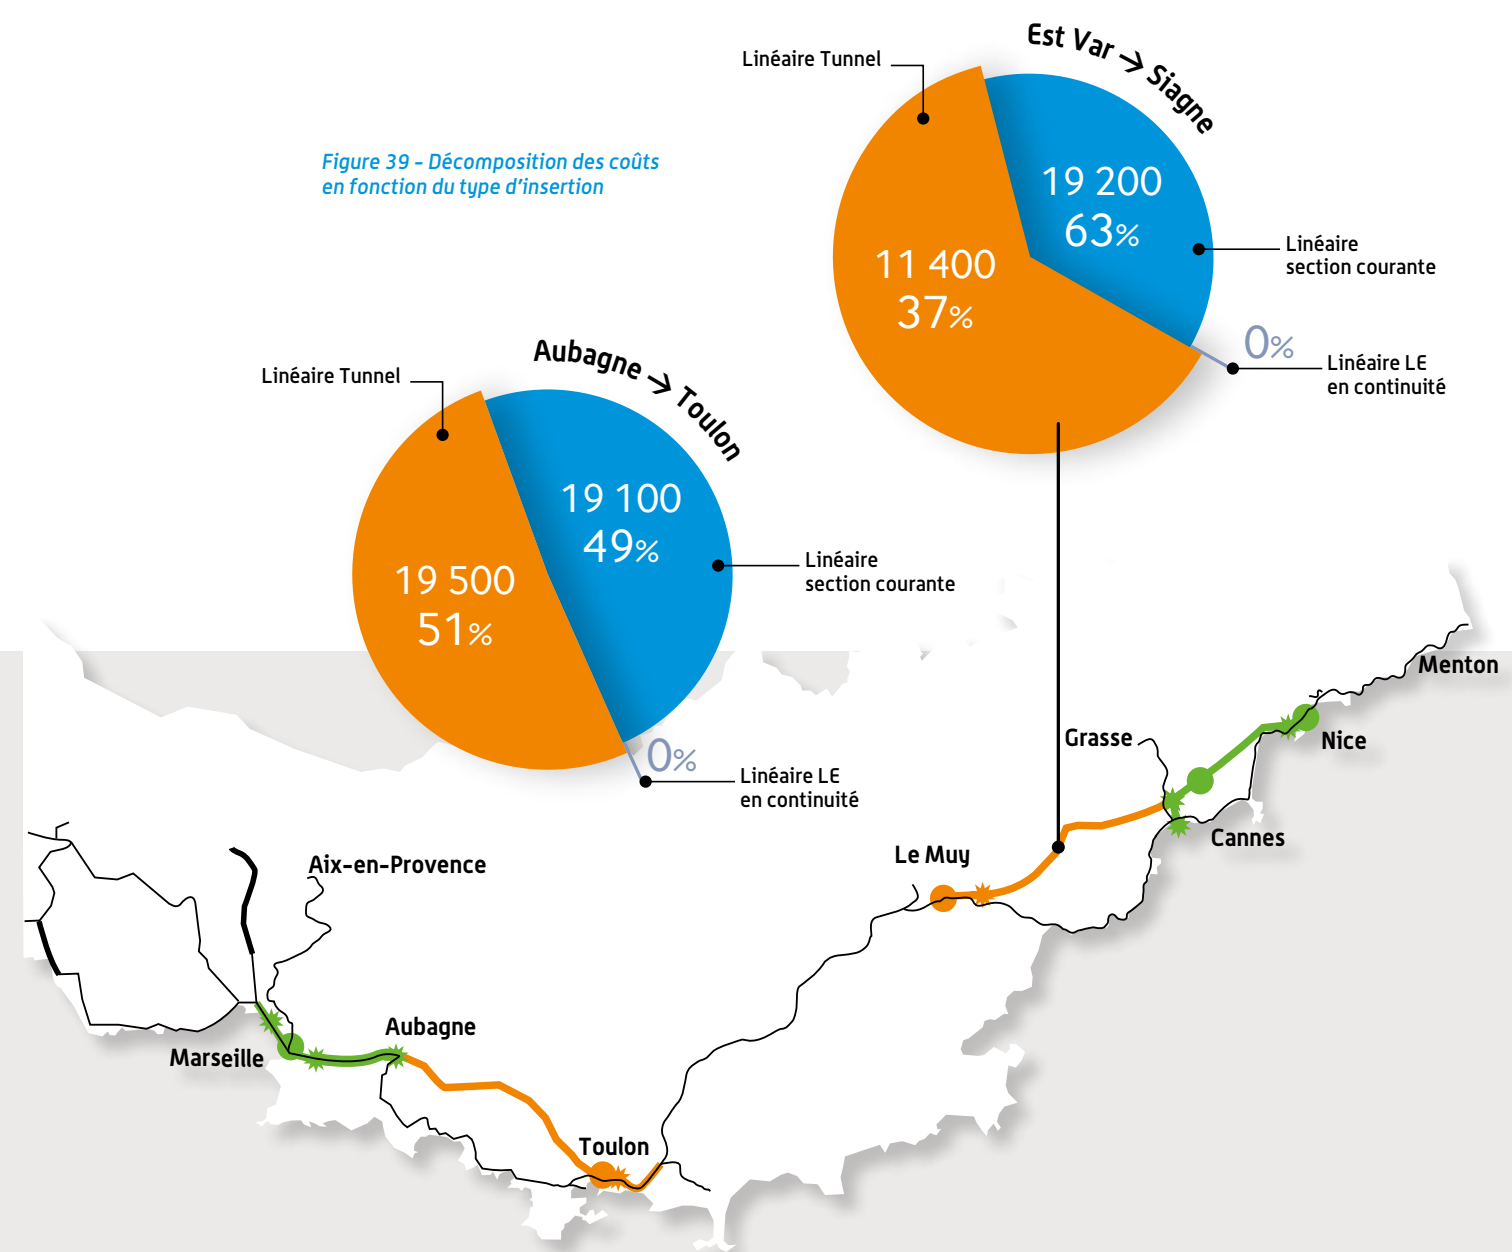 Est Var → Siagne
Linéaire Tunnel
Figure 39 - Décomposition des coûts
en fonction du type d'insertion
19 200
63%
11 400
37%
Linéaire
section courante
0%
Linéaire LE
en continuité
Aubagne → Toulon
Linéaire Tunnel
19 100
49%
19 500
51%
Linéaire
section courante
0%
Linéaire LE
en continuité
Menton
Grasse
Nice
Cannes
Le Muy
Aix-en-Provence
Aubagne
Marseille
Toulon